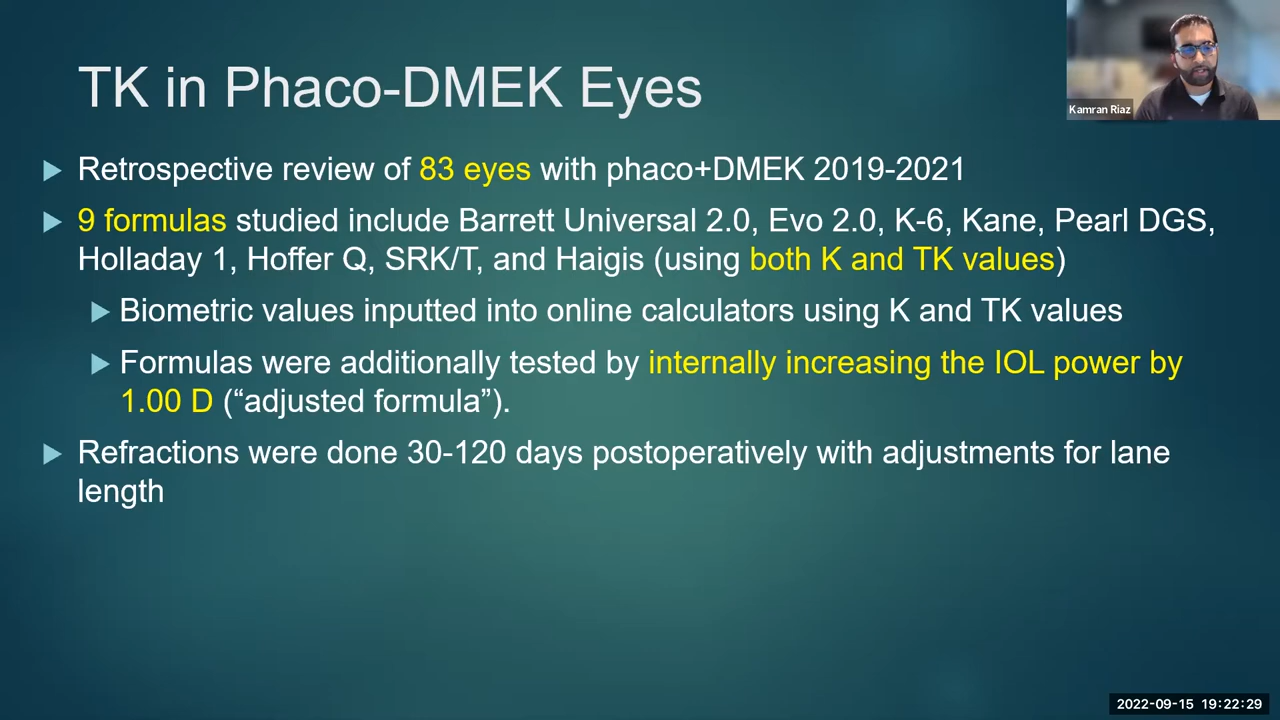 TK in Phaco-DMEK Eyes
Kamran Riaz
Retrospective review of 83 eyes with phaco+DMEK 2019-2021
9 formulas studied include Barrett Universal 2.0, Evo 2.0, K-6, Kane, Pearl DGS,
Holladay 1, Hoffer Q, SRK/T, and Haigis (using both K and TK values)
Biometric values inputted into online calculators using K and TK values
Formulas were additionally tested by internally increasing the IOL power by
1.00 D (“adjusted formula”).
Refractions were done 30-120 days postoperatively with adjustments for lane
length
2022-09-15 19:22:29